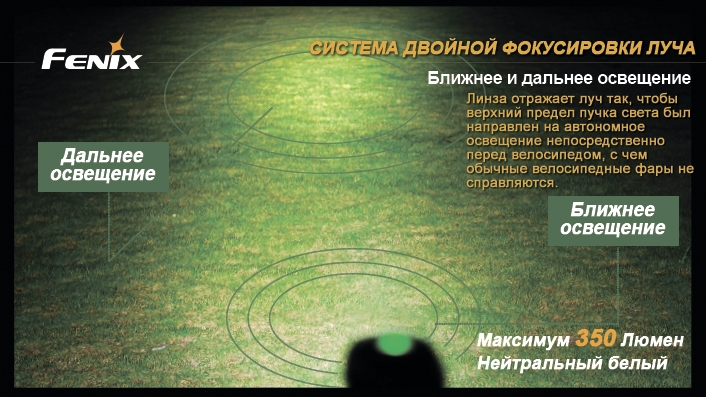 FENIX
СИСТЕМА ДВОЙНОЙ ФОКУСИРОВКИ ЛУЧА
Ближнее и дальнее освещение
Линза отражает луч так, чтобы
верхний предел пучка света был
направлен на автономное
освещение непосредственно
перед велосипедом, с чем
обычные велосипедные фары не
справляются.
Дальнее
освещение
Ближнее
освещение
Максимум 350 Люмен
Нейтральный белый